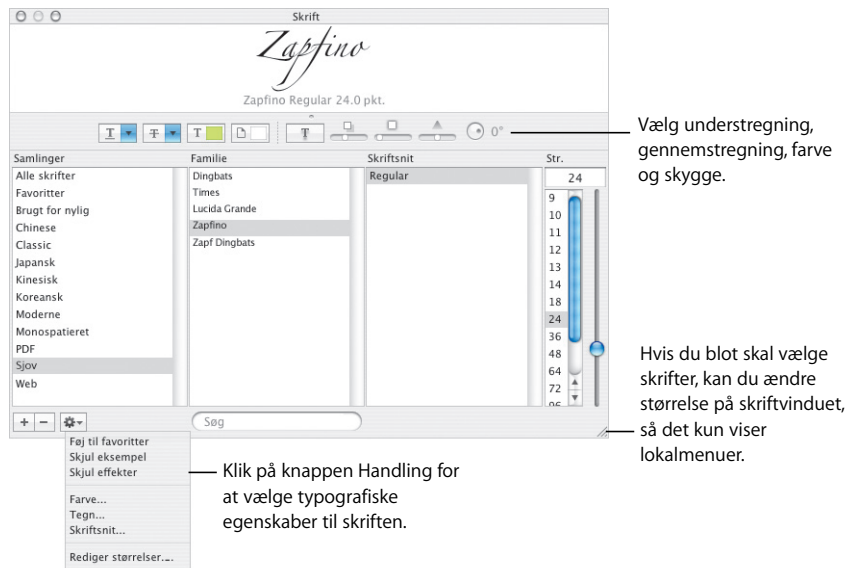 Skrift
Zapfino
Zapfino Regular 24.0 pkt.
T T T T 0°
Samlinger Familie Skriftsnit Str.
Alle skrifter
Favoritter
Brugt for nylig
Chinese
Classic
Japansk
Kinesisk
Koreansk
Moderne
Monospatieret
PDF
Sjov
Web
Dingbats
Times
Lucida Grande
Zapfino
Zapf Dingbats
Regular
24
9
10
11
12
13
14
18
24
36
48
64
72
96
+ −
Søg
Føj til favoritter
Skjul eksempel
Skjul effekter
Farve...
Tegn...
Skriftsnit...
Rediger størrelser...
Vælg understregning,
gennemstregning, farve
og skygge.
Hvis du blot skal vælge
skrifter, kan du ændre
størrelse på skriftvinduet,
så det kun viser
lokalmenuer.
Klik på knappen Handling for
at vælge typografiske
egenskaber til skriften.